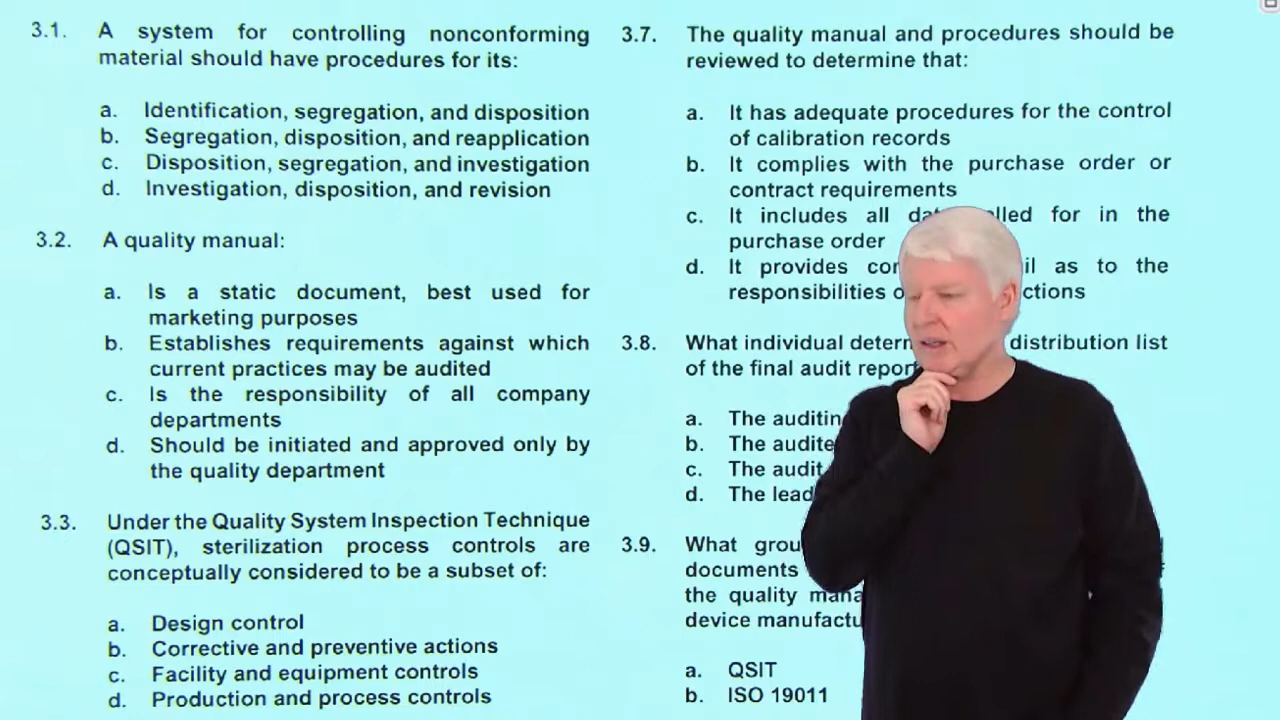 3.1. A system for controlling nonconforming
material should have procedures for its:
a. Identification, segregation, and disposition
b. Segregation, disposition, and reapplication
c. Disposition, segregation, and investigation
d. Investigation, disposition, and revision
3.2. A quality manual:
a. Is a static document, best used for
marketing purposes
b. Establishes requirements against which
current practices may be audited
c. Is the responsibility of all company
departments
d. Should be initiated and approved only by
the quality department
3.3. Under the Quality System Inspection Technique
(QSIT), sterilization process controls are
conceptually considered to be a subset of:
a. Design control
b. Corrective and preventive actions
c. Facility and equipment controls
d. Production and process controls
3.7. The quality manual and procedures should be
reviewed to determine that:
a. It has adequate procedures for the control
of calibration records
b. It complies with the purchase order or
contract requirements
c. It includes all for in the
purchase order
d. It provides as to the
responsibilities
3.8. What individual distribution list
of the final audit
a. The
b. The
c. The audit
d. The lead
3.9. What
documents
the quality
device
a. QSIT
b. ISO 19011